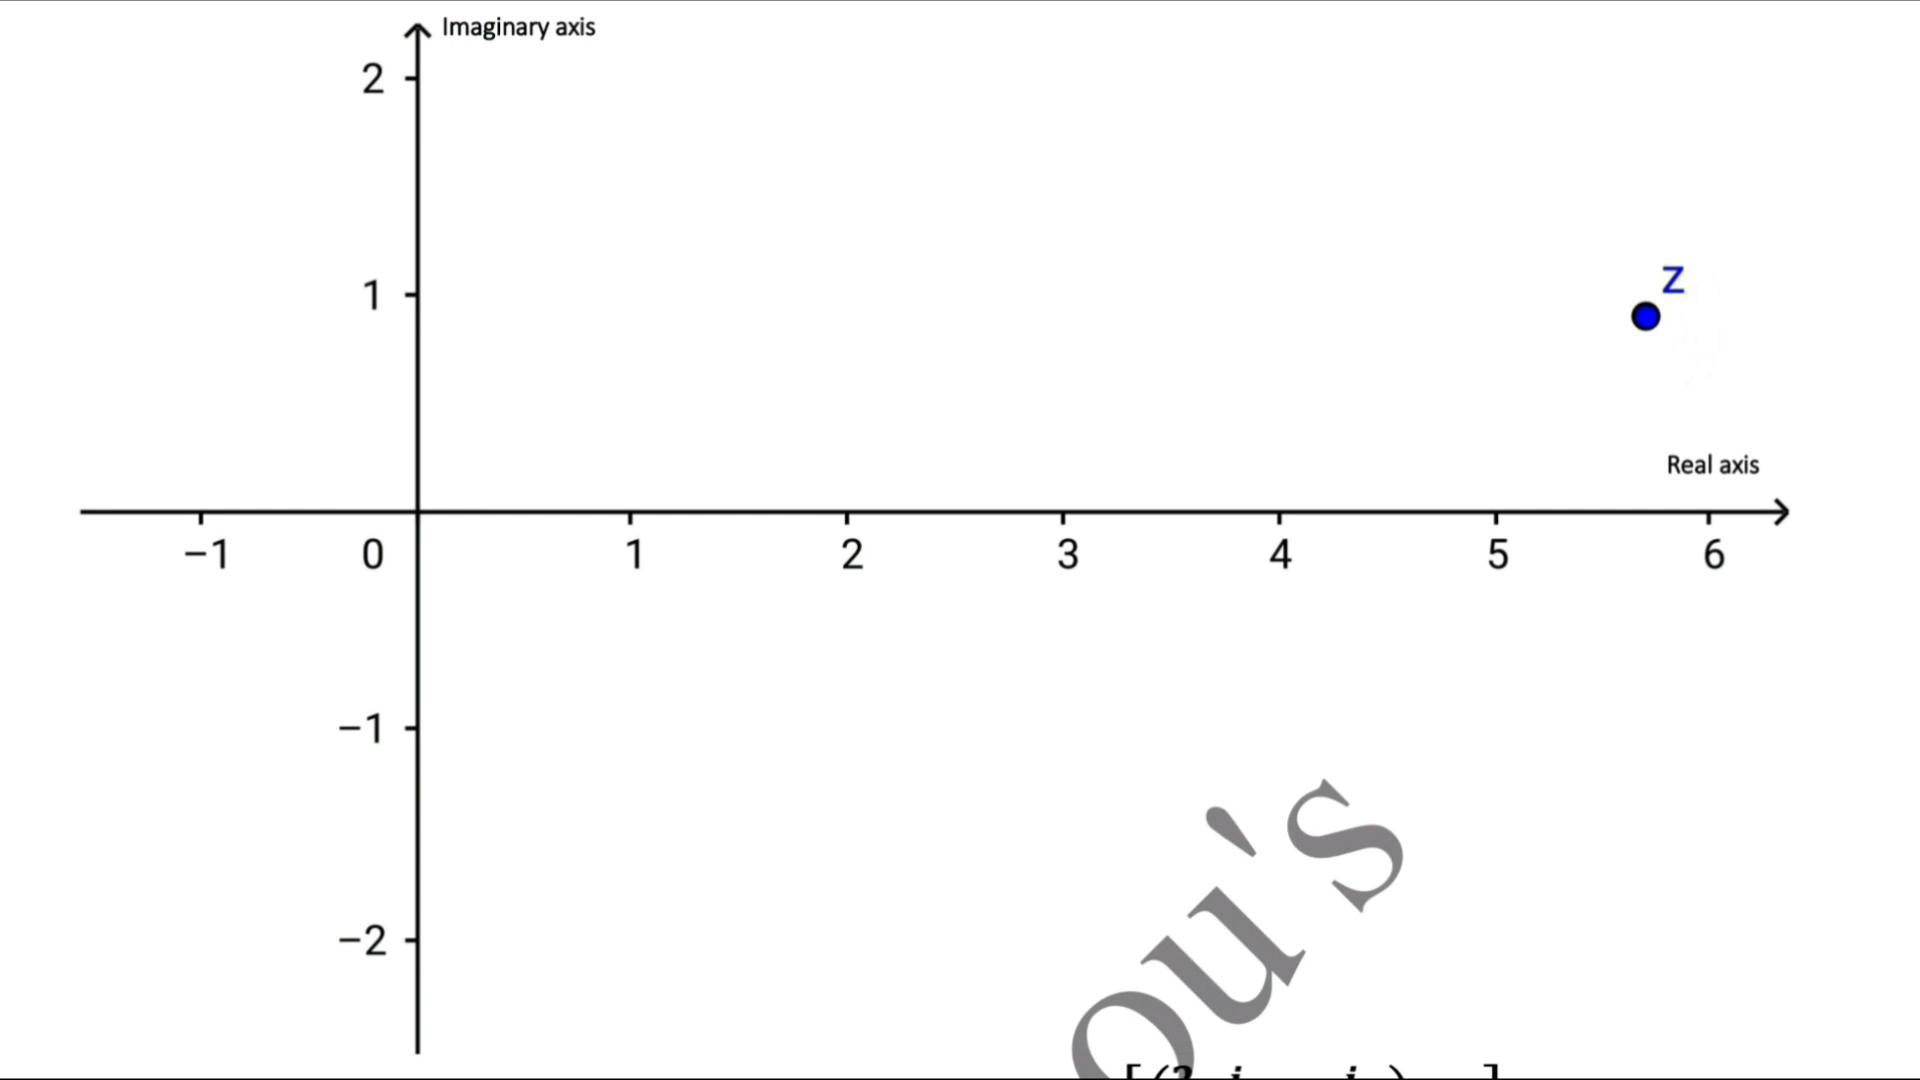 Imaginary axis
2
1
z
Real axis
−1 0 1 2 3 4 5 6
−1
−2
ou's